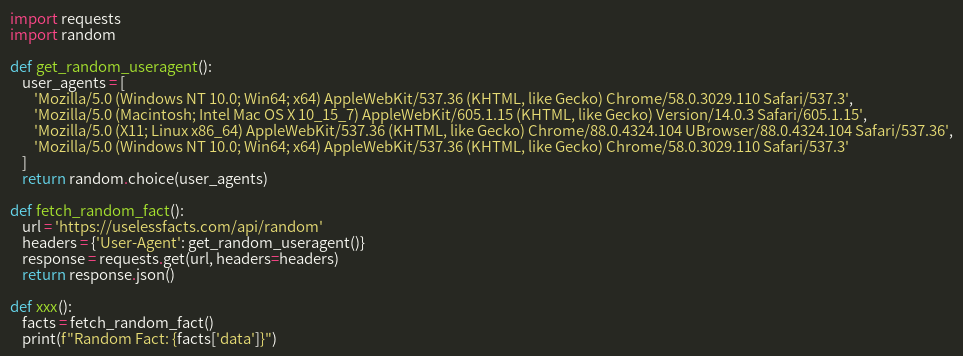 import requests
import random

def get_random_useragent():
    user_agents = [
        'Mozilla/5.0 (Windows NT 10.0; Win64; x64) AppleWebKit/537.36 (KHTML, like Gecko) Chrome/58.0.3029.110 Safari/537.3',
        'Mozilla/5.0 (Macintosh; Intel Mac OS X 10_15_7) AppleWebKit/605.1.15 (KHTML, like Gecko) Version/14.0.3 Safari/605.1.15',
        'Mozilla/5.0 (X11; Linux x86_64) AppleWebKit/537.36 (KHTML, like Gecko) Chrome/88.0.4324.104 UBrowser/88.0.4324.104 Safari/537.36',
        'Mozilla/5.0 (Windows NT 10.0; Win64; x64) AppleWebKit/537.36 (KHTML, like Gecko) Chrome/58.0.3029.110 Safari/537.3'
    ]
    return random.choice(user_agents)

def fetch_random_fact():
    url = 'https://uselessfacts.com/api/random'
    headers = {'User-Agent': get_random_useragent()}
    response = requests.get(url, headers=headers)
    return response.json()

def xxx():
    facts = fetch_random_fact()
    print(f"Random Fact: {facts['data']}")